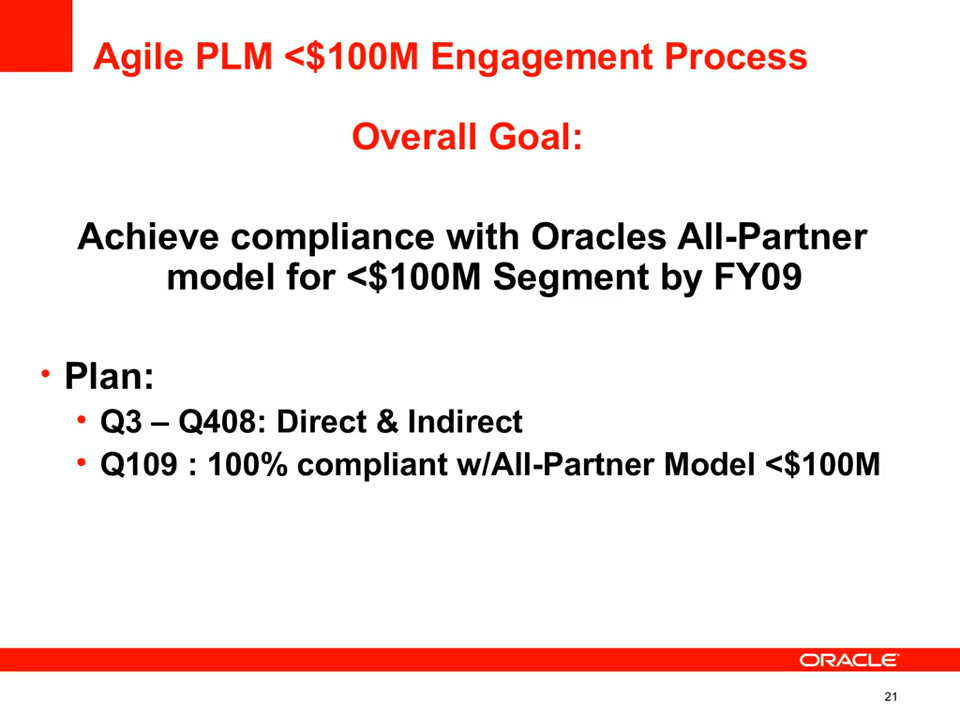 Agile PLM <$100M Engagement Process
Overall Goal:
Achieve compliance with Oracles All-Partner
model for <$100M Segment by FY09
• Plan:
• Q3 – Q408: Direct & Indirect
• Q109 : 100% compliant w/All-Partner Model <$100M
ORACLE®
21